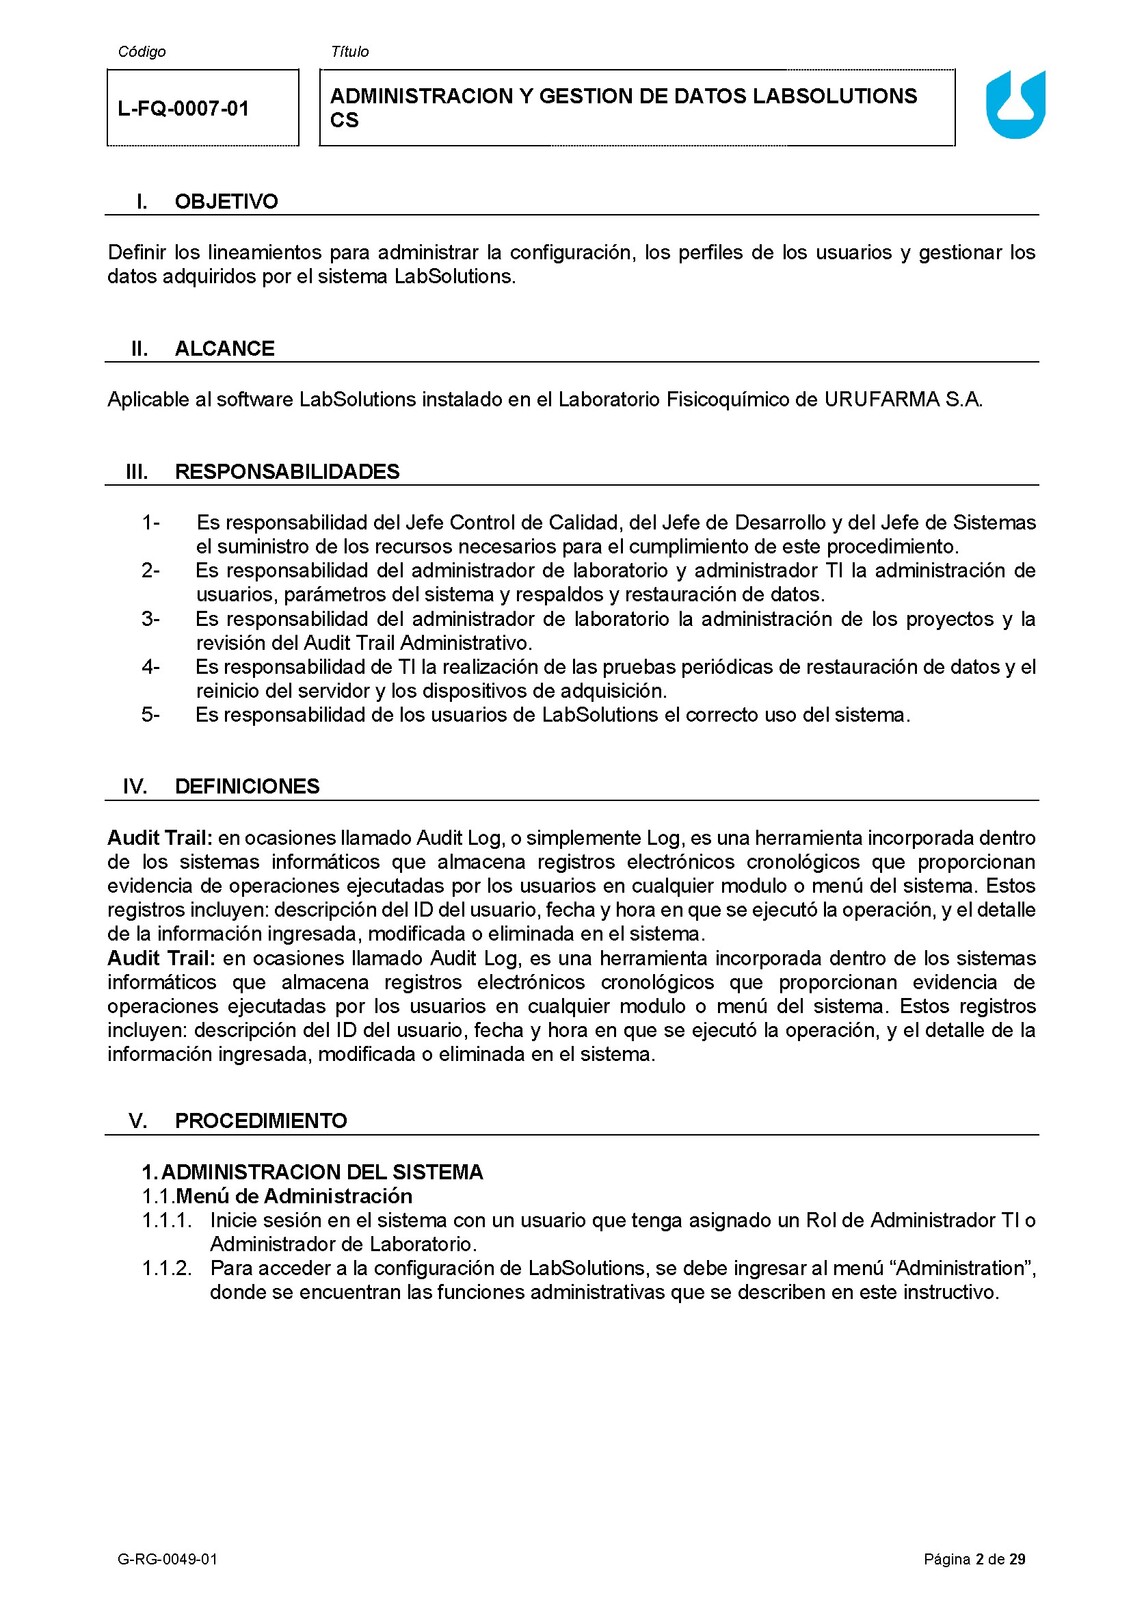 Código
Título
L-FQ-0007-01
ADMINISTRACION Y GESTION DE DATOS LABSOLUTIONS
CS
I. OBJETIVO
Definir los lineamientos para administrar la configuración, los perfiles de los usuarios y gestionar los
datos adquiridos por el sistema LabSolutions.
II. ALCANCE
Aplicable al software LabSolutions instalado en el Laboratorio Fisicoquímico de URUFARMA S.A.
III. RESPONSABILIDADES
1- Es responsabilidad del Jefe Control de Calidad, del Jefe de Desarrollo y del Jefe de Sistemas
el suministro de los recursos necesarios para el cumplimiento de este procedimiento.
2- Es responsabilidad del administrador de laboratorio y administrador TI la administración de
usuarios, parámetros del sistema y respaldos y restauración de datos.
3- Es responsabilidad del administrador de laboratorio la administración de los proyectos y la
revisión del Audit Trail Administrativo.
4- Es responsabilidad de TI la realización de las pruebas periódicas de restauración de datos y el
reinicio del servidor y los dispositivos de adquisición.
5- Es responsabilidad de los usuarios de LabSolutions el correcto uso del sistema.
IV. DEFINICIONES
Audit Trail: en ocasiones llamado Audit Log, o simplemente Log, es una herramienta incorporada dentro
de los sistemas informáticos que almacena registros electrónicos cronológicos que proporcionan
evidencia de operaciones ejecutadas por los usuarios en cualquier modulo o menú del sistema. Estos
registros incluyen: descripción del ID del usuario, fecha y hora en que se ejecutó la operación, y el detalle
de la información ingresada, modificada o eliminada en el sistema.
Audit Trail: en ocasiones llamado Audit Log, es una herramienta incorporada dentro de los sistemas
informáticos que almacena registros electrónicos cronológicos que proporcionan evidencia de
operaciones ejecutadas por los usuarios en cualquier modulo o menú del sistema. Estos registros
incluyen: descripción del ID del usuario, fecha y hora en que se ejecutó la operación, y el detalle de la
información ingresada, modificada o eliminada en el sistema.
V. PROCEDIMIENTO
1. ADMINISTRACION DEL SISTEMA
1.1. Menú de Administración
1.1.1. Inicie sesión en el sistema con un usuario que tenga asignado un Rol de Administrador TI o
Administrador de Laboratorio.
1.1.2. Para acceder a la configuración de LabSolutions, se debe ingresar al menú “Administration”,
donde se encuentran las funciones administrativas que se describen en este instructivo.
G-RG-0049-01
Página 2 de 29